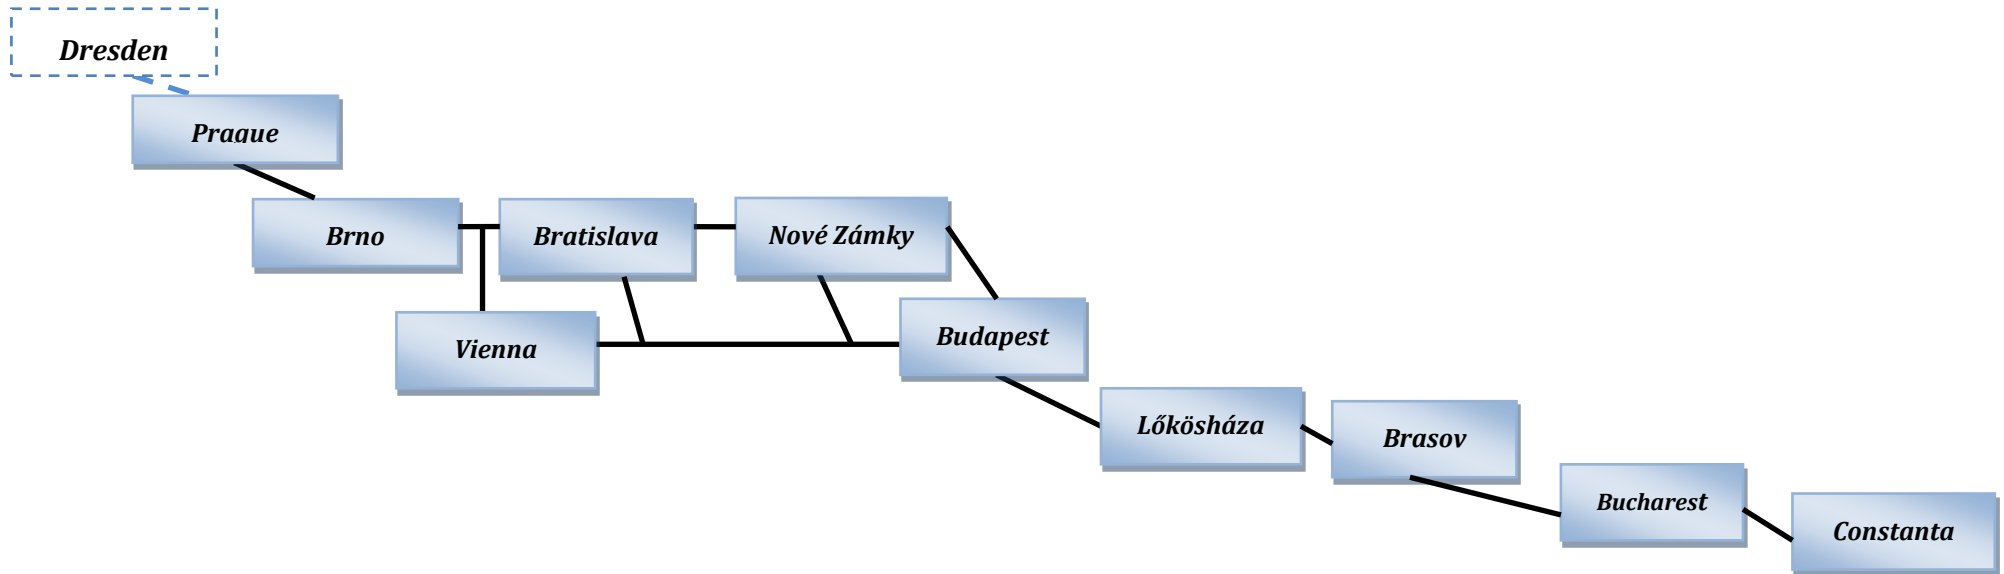 Dresden
Prague
Brno
Bratislava
Nové Zámky
Vienna
Budapest
Lőkösháza
Brasov
Bucharest
Constanta